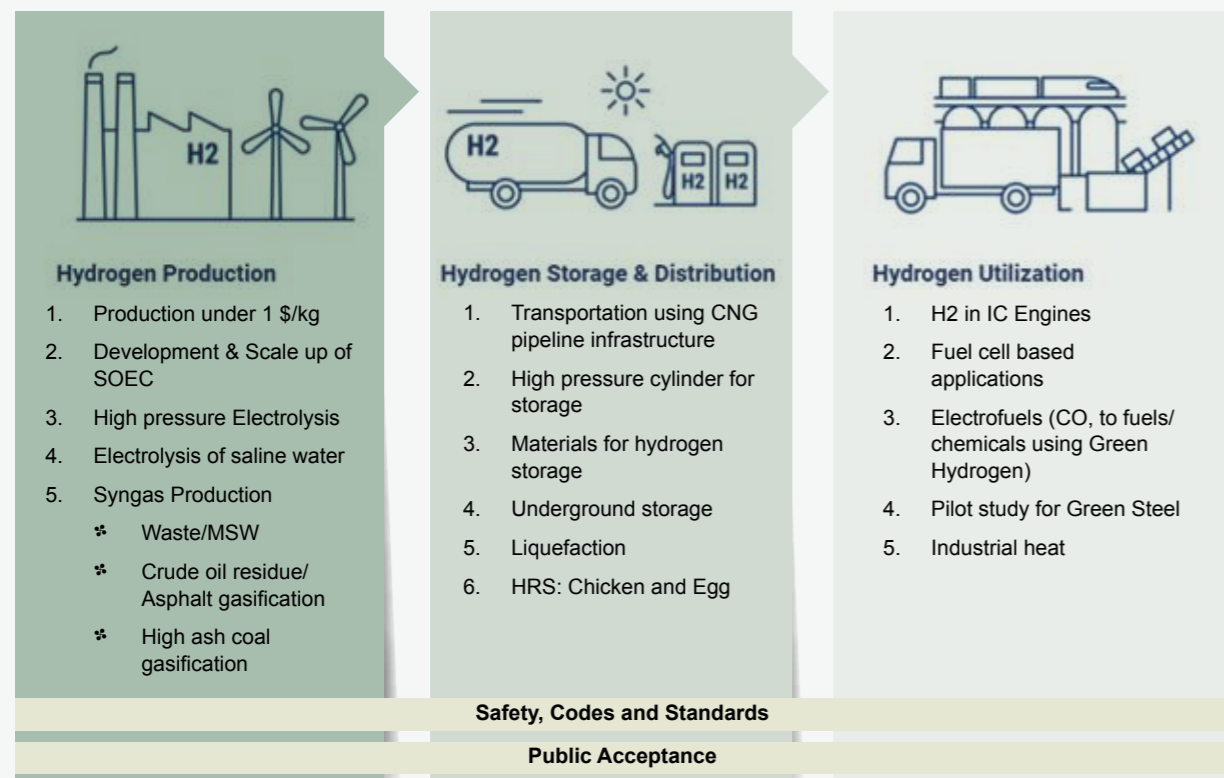 H2
Hydrogen Production
1. Production under 1 $/kg
2. Development & Scale up of
SOEC
3. High pressure Electrolysis
4. Electrolysis of saline water
5. Syngas Production
Waste/MSW
Crude oil residue/
Asphalt gasification
High ash coal
gasification
H2
H2 H2
Hydrogen Storage & Distribution
1. Transportation using CNG
pipeline infrastructure
2. High pressure cylinder for
storage
3. Materials for hydrogen
storage
4. Underground storage
5. Liquefaction
6. HRS: Chicken and Egg
Hydrogen Utilization
1. H2 in IC Engines
2. Fuel cell based
applications
3. Electrofuels (CO, to fuels/
chemicals using Green
Hydrogen)
4. Pilot study for Green Steel
5. Industrial heat
Safety, Codes and Standards
Public Acceptance